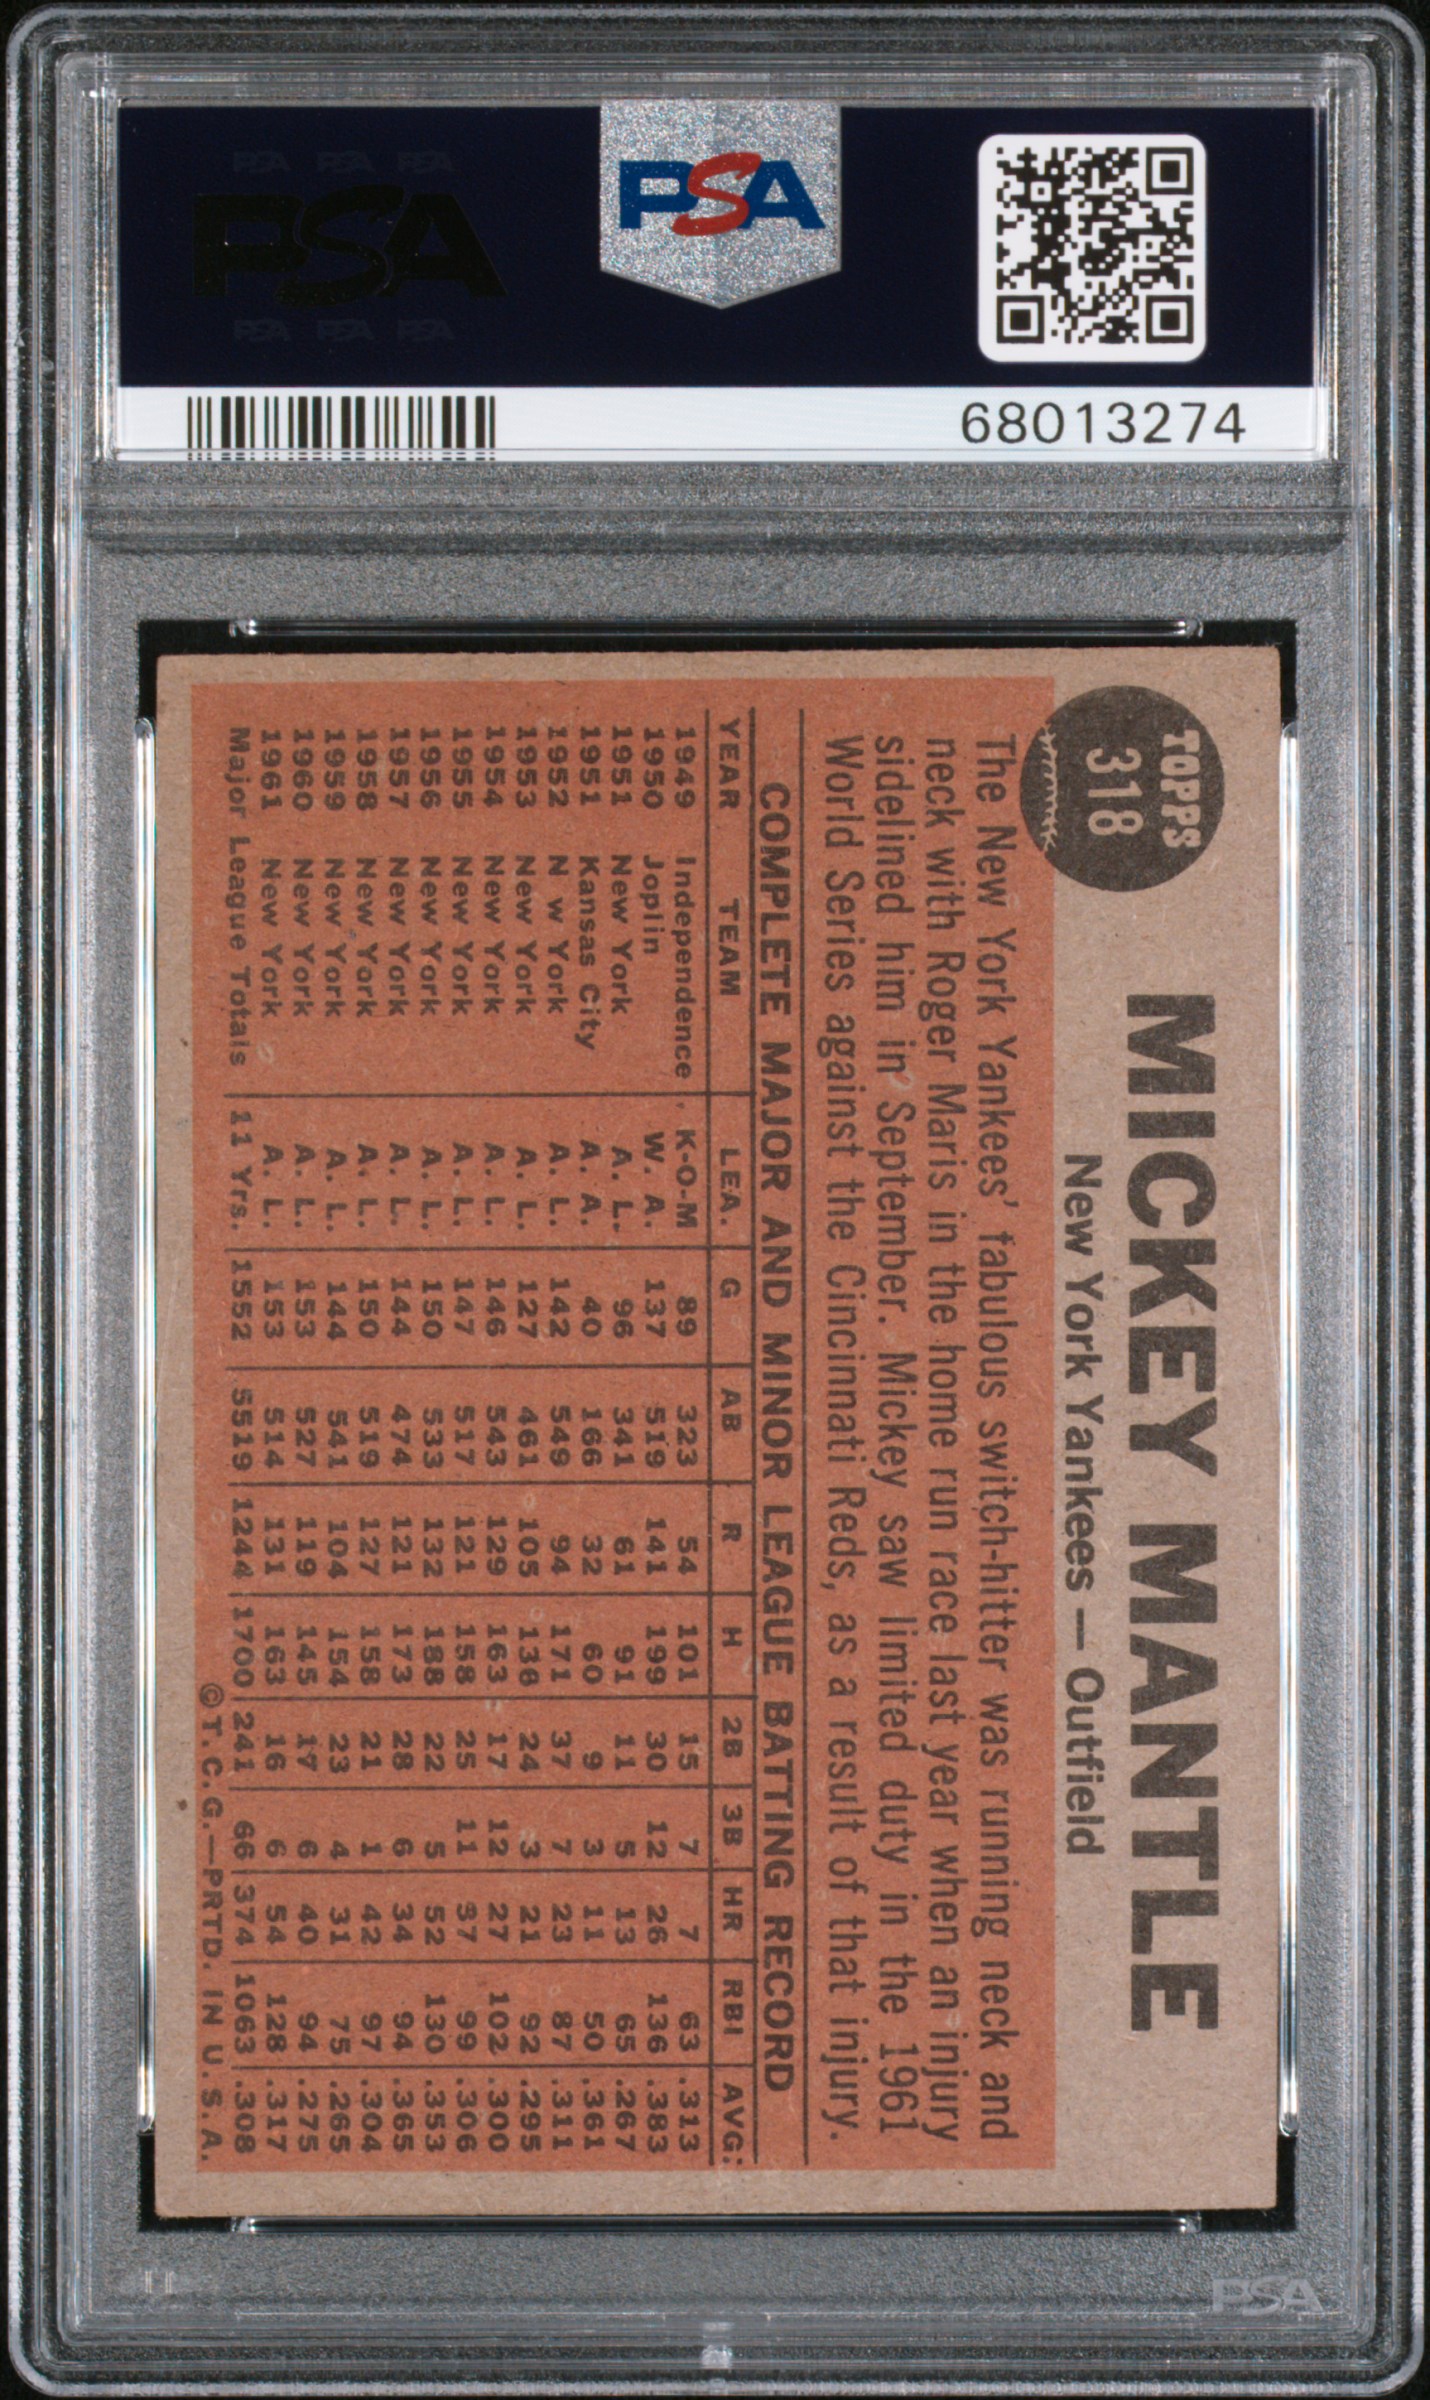 PSA PSA PSA
PSA
PSA PSA PSA
PSA
68013274
TOPPS
318
MICKEY MANTLE
New York Yankees — Outfield
The New York Yankees' fabulous switch-hitter was running neck and
neck with Roger Maris in the home run race last year when an injury
sidelined him in September. Mickey saw limited duty in the 1961
World Series against the Cincinnati Reds, as a result of that injury.
COMPLETE MAJOR AND MINOR LEAGUE BATTING RECORD
YEAR TEAM LEA. G AB R H 2B 3B HR RBI AVG.
1949 Independence K-O-M 89 323 54 101 15 7 7 63 .313
1950 Joplin W. A. 137 519 141 199 30 12 26 136 .383
1951 New York A. L. 96 341 61 91 11 5 13 65 .267
1951 Kansas City A. A. 40 166 32 60 9 3 11 50 .361
1952 N w York A. L. 142 549 94 171 37 7 23 87 .311
1953 New York A. L. 127 461 105 136 24 3 21 92 .295
1954 New York A. L. 146 543 129 163 17 12 27 102 .300
1955 New York A. L. 147 517 121 158 25 11 37 99 .306
1956 New York A. L. 150 533 132 188 22 5 52 130 .353
1957 New York A. L. 144 474 121 173 28 6 34 94 .365
1958 New York A. L. 150 519 127 158 21 1 42 97 .304
1959 New York A. L. 144 541 104 154 23 4 31 75 .265
1960 New York A. L. 153 527 119 145 17 6 40 94 .275
1961 New York A. L. 153 514 131 163 16 6 54 128 .317
Major League Totals 11 Yrs. 1552 5519 1244 1700 241 66 374 1063 .308
©T. C. G.—PRTD. IN U. S. A.
PSA